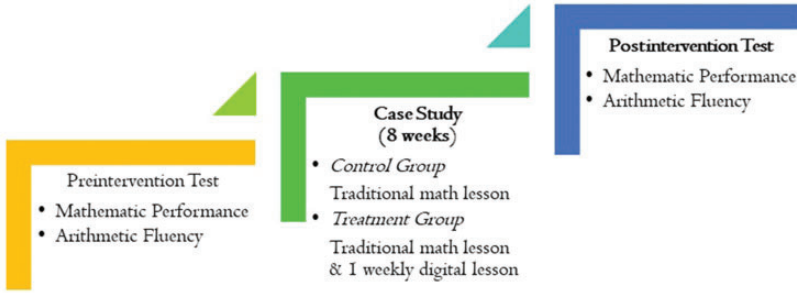 Preintervention Test
• Mathematic Performance
• Arithmetic Fluency
Case Study
(8 weeks)
• Control Group
Traditional math lesson
• Treatment Group
Traditional math lesson
& 1 weekly digital lesson
Postintervention Test
• Mathematic Performance
• Arithmetic Fluency